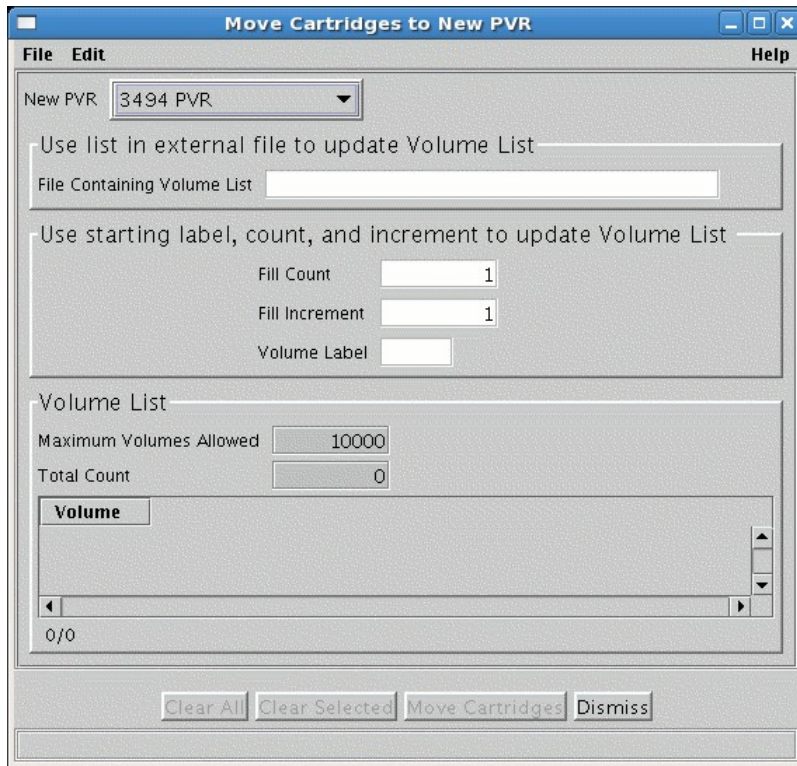 Move Cartridges to New PVR
File Edit Help
New PVR 3494 PVR
Use list in external file to update Volume List
File Containing Volume List
Use starting label, count, and increment to update Volume List
Fill Count 1
Fill Increment 1
Volume Label
Volume List
Maximum Volumes Allowed 10000
Total Count 0
Volume
0/0
Clear All Clear Selected Move Cartridges Dismiss